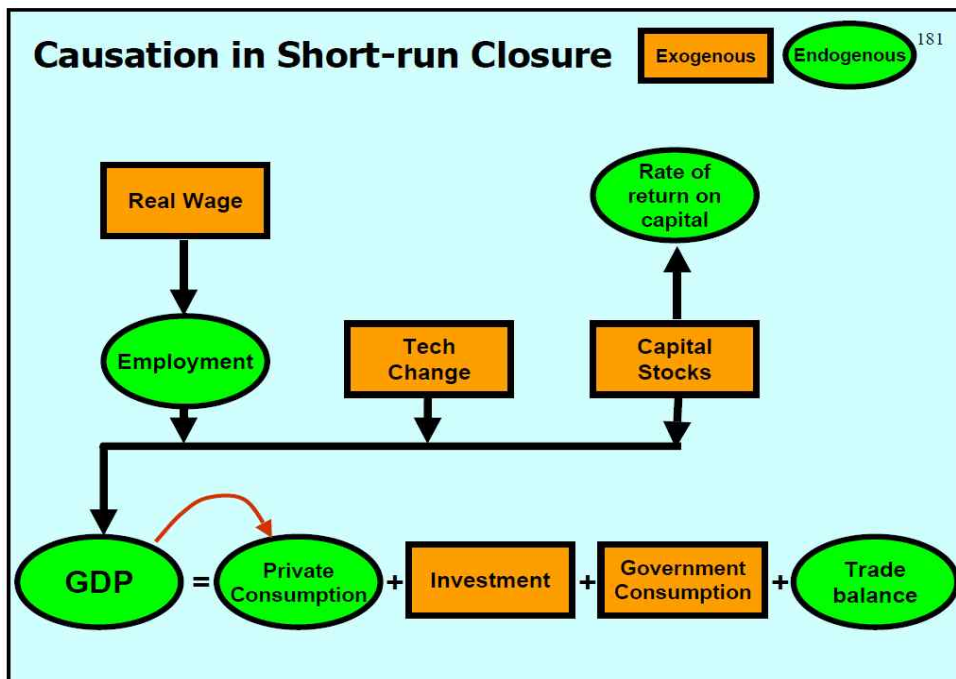 Causation in Short-run Closure
Exogenous
Endogenous
181
Real Wage
Rate of
return on
capital
Employment
Tech
Change
Capital
Stocks
GDP
=
Private
Consumption
+
Investment
+
Government
Consumption
+
Trade
balance